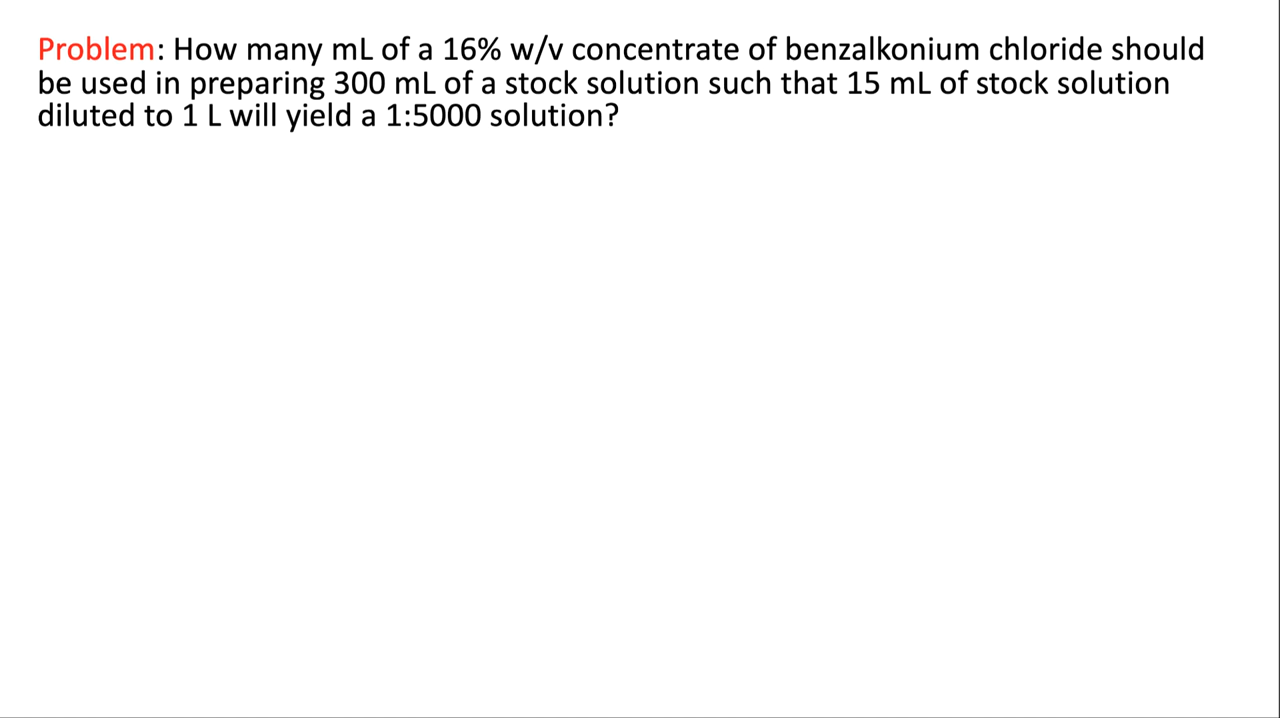 Problem: How many mL of a 16% w/v concentrate of benzalkonium chloride should
be used in preparing 300 mL of a stock solution such that 15 mL of stock solution
diluted to 1 L will yield a 1:5000 solution?